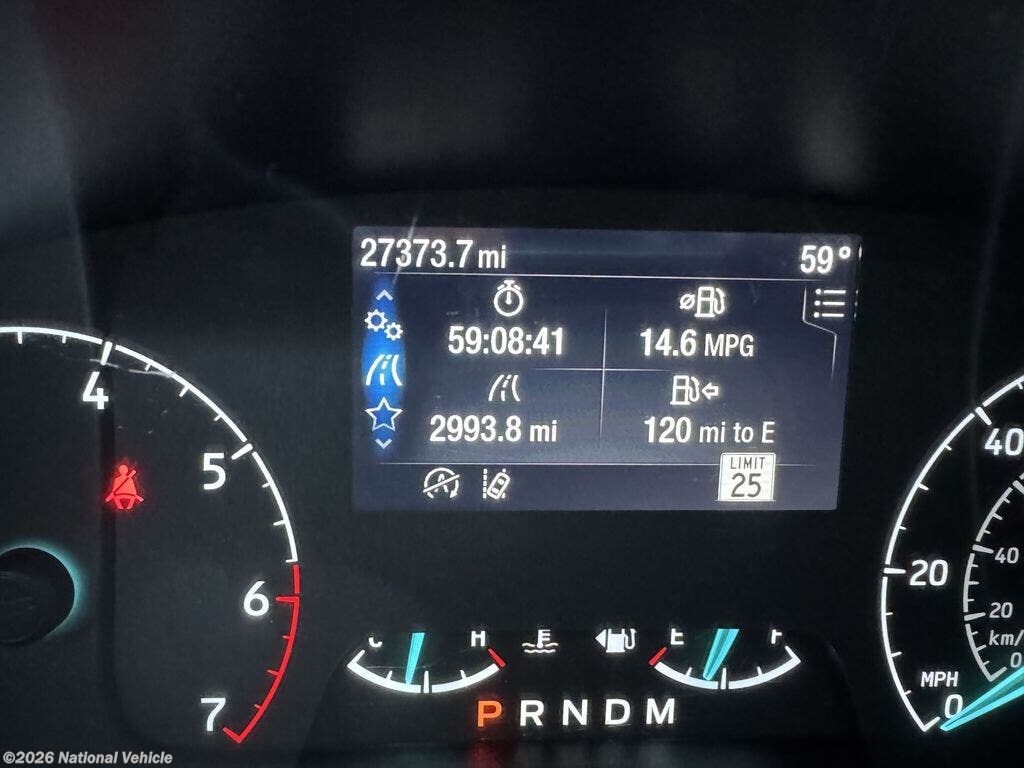 27373.7 mi 59°
59:08:41 14.6 MPG
2993.8 mi 120 mi to E
LIMIT
25
4
5
6
7
C H E F
P R N D M
40
20
MPH
0
40
20
km/
0
©2026 National Vehicle